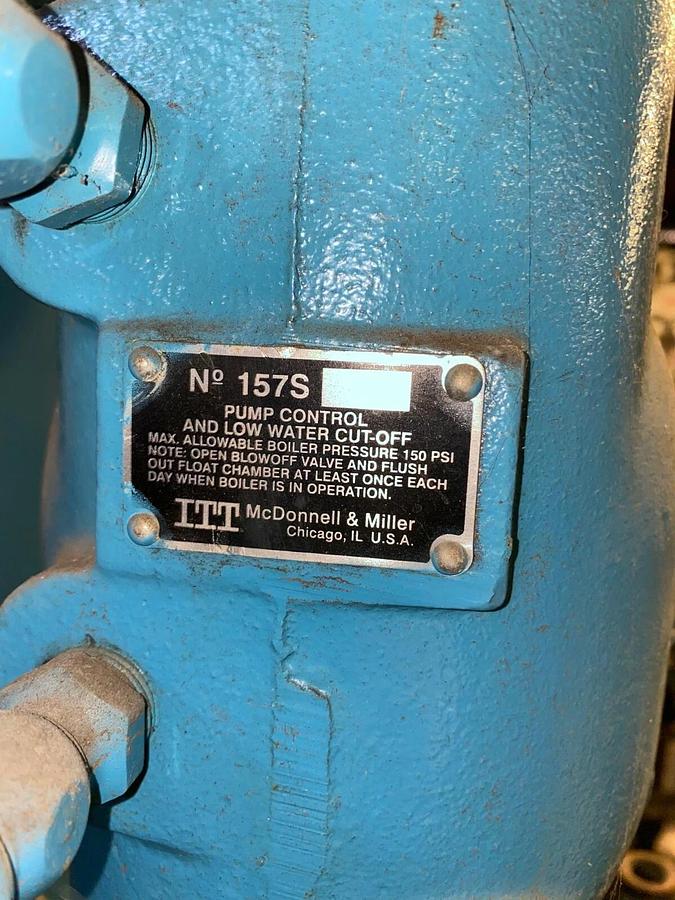 Nº 157S
PUMP CONTROL
AND LOW WATER CUT-OFF
MAX. ALLOWABLE BOILER PRESSURE 150 PSI
NOTE: OPEN BLOWOFF VALVE AND FLUSH
OUT FLOAT CHAMBER AT LEAST ONCE EACH
DAY WHEN BOILER IS IN OPERATION.
ITT McDonnell & Miller
Chicago, IL U.S.A.